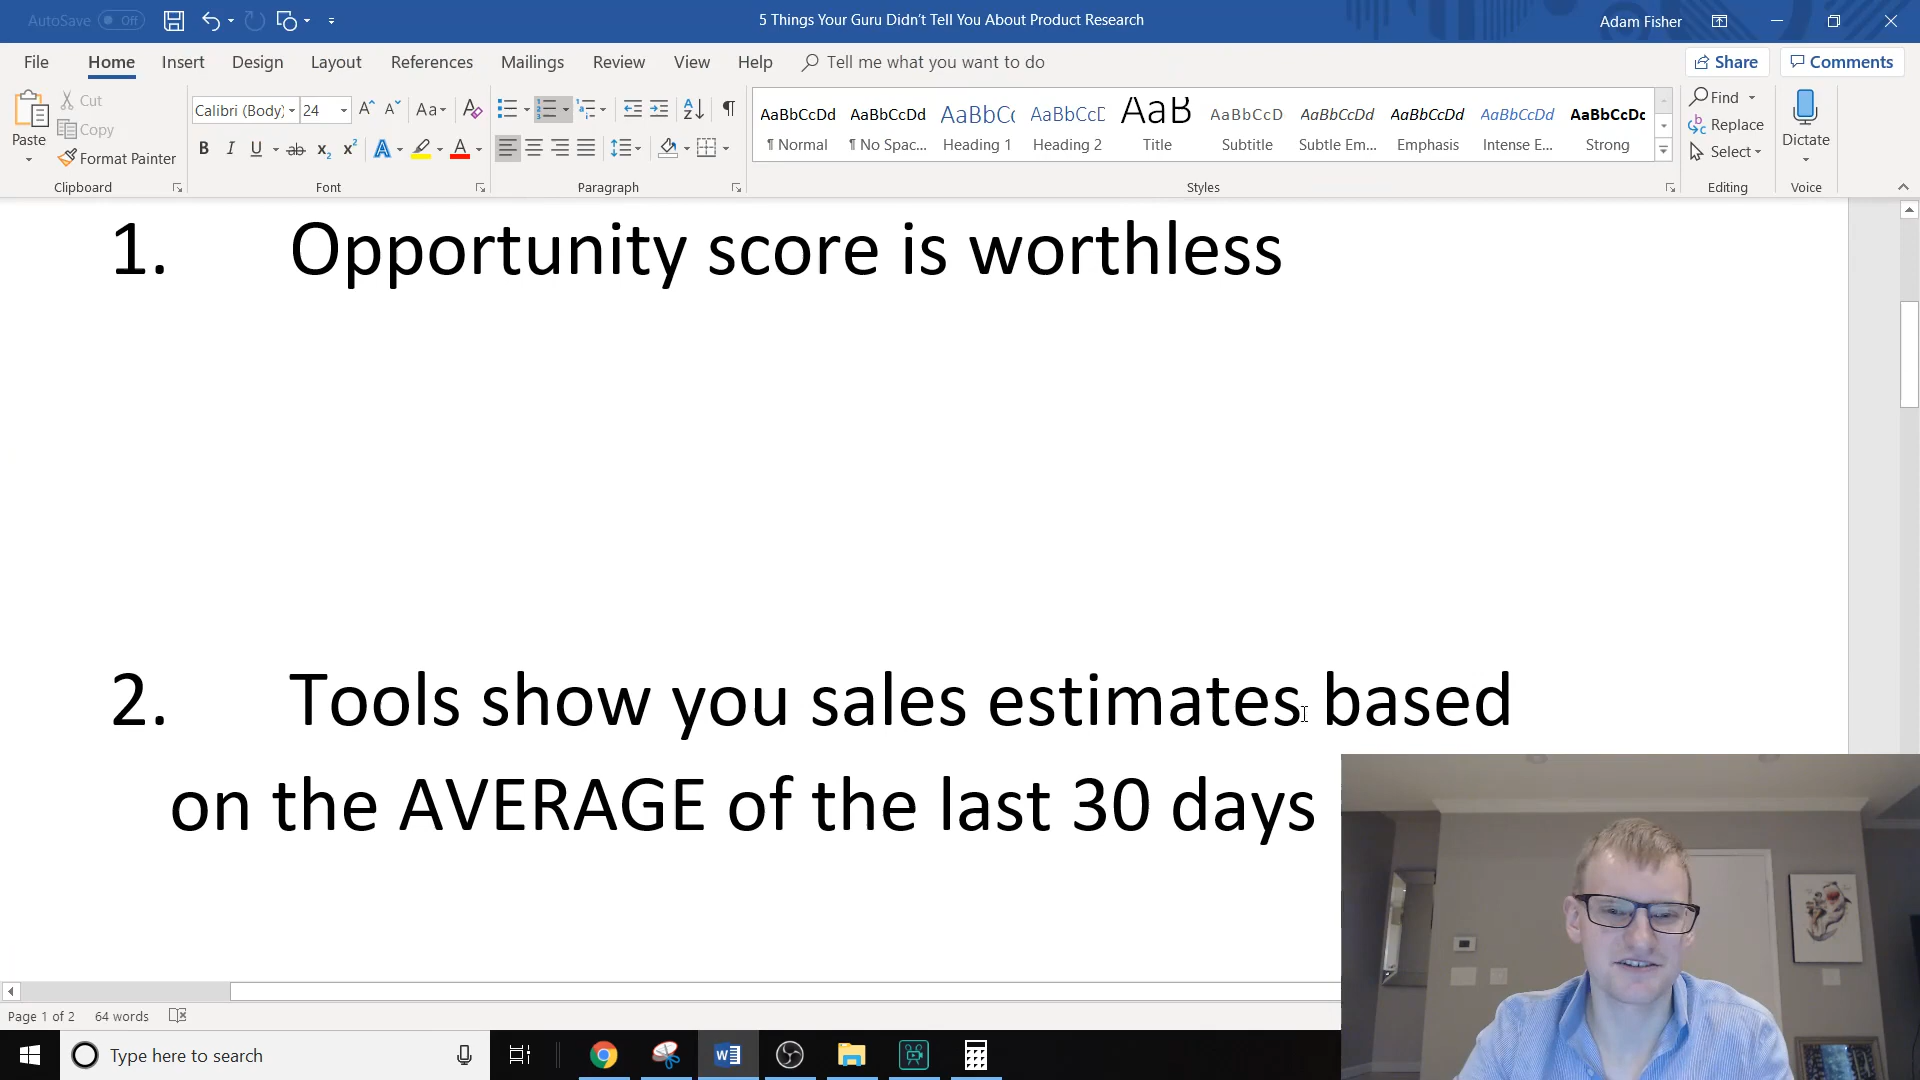 AutoSave Off
5 Things Your Guru Didn't Tell You About Product Research
Adam Fisher
File Home Insert Design Layout References Mailings Review View Help Tell me what you want to do
Share Comments
Paste
Cut
Copy
Format Painter
Clipboard
Calibri (Body) 24
Font
Paragraph
AaBbCcDd AaBbCcDd AaBbCc AaBbCcD AaB AaBbCcD AaBbCcDd AaBbCcDd AaBbCcDd AaBbCcDc
¶ Normal ¶ No Spac... Heading 1 Heading 2 Title Subtitle Subtle Em... Emphasis Intense E... Strong
Styles
Find
Replace
Select
Editing
Dictate
Voice
1. Opportunity score is worthless
2. Tools show you sales estimates based
on the AVERAGE of the last 30 days
Page 1 of 2 64 words
Type here to search